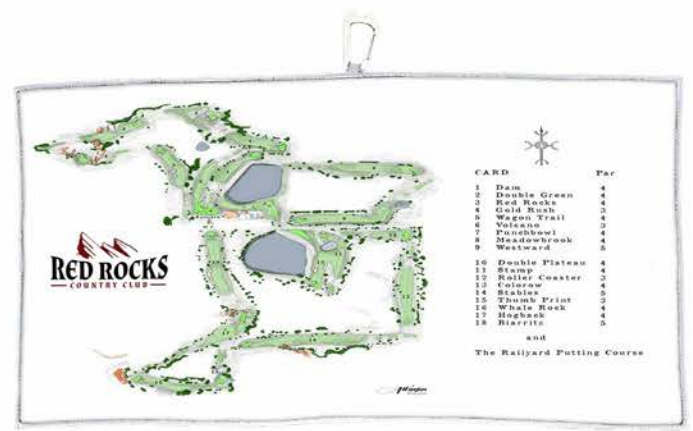 CARD Par
1 Dam 4
2 Double Green 4
3 Red Rocks 4
4 Gold Rush 3
5 Wagon Trail 4
6 Volcano 3
7 Punchbowl 4
8 Meadowbrook 4
9 Westward 5
10 Double Plateau 4
11 Stamp 4
12 Roller Coaster 3
13 Colorow 4
14 Stables 5
15 Thumb Print 3
16 Whale Rock 4
17 Hogback 4
18 Biarritz 5
and
The Railyard Putting Course
RED ROCKS
COUNTRY CLUB